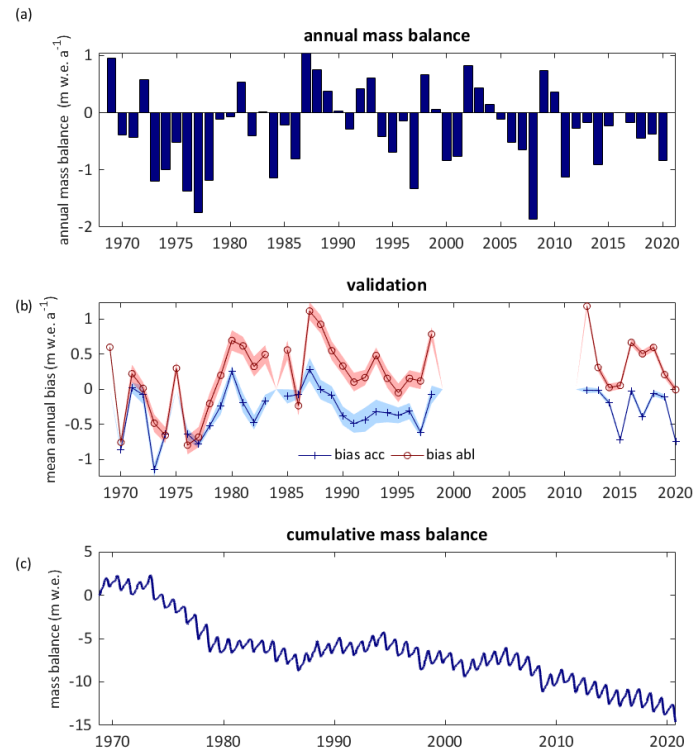 (a)
annual mass balance
annual mass balance (m w.e. a-1)
1
0
-1
-2
1970 1975 1980 1985 1990 1995 2000 2005 2010 2015 2020
(b)
validation
mean annual bias (m w.e. a-1)
1
0.5
0
-0.5
-1
bias acc bias abl
1970 1975 1980 1985 1990 1995 2000 2005 2010 2015 2020
(c)
cumulative mass balance
mass balance (m w.e.)
5
0
-5
-10
-15
1970 1980 1990 2000 2010 2020